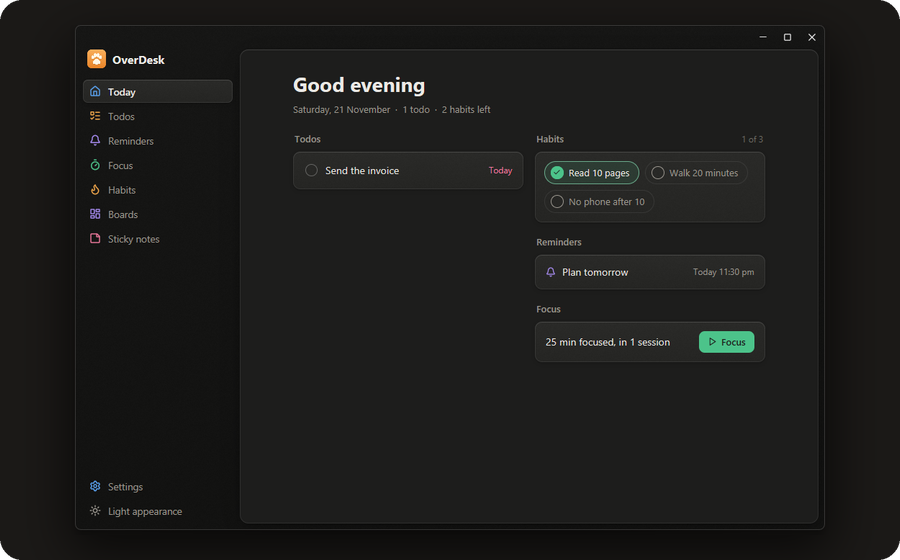 OverDesk
Today
Todos
Reminders
Focus
Habits
Boards
Sticky notes
Settings
Light appearance
Good evening
Saturday, 21 November · 1 todo · 2 habits left
Todos
Send the invoice Today
Habits 1 of 3
Read 10 pages Walk 20 minutes
No phone after 10
Reminders
Plan tomorrow Today 11:30 pm
Focus
25 min focused, in 1 session Focus